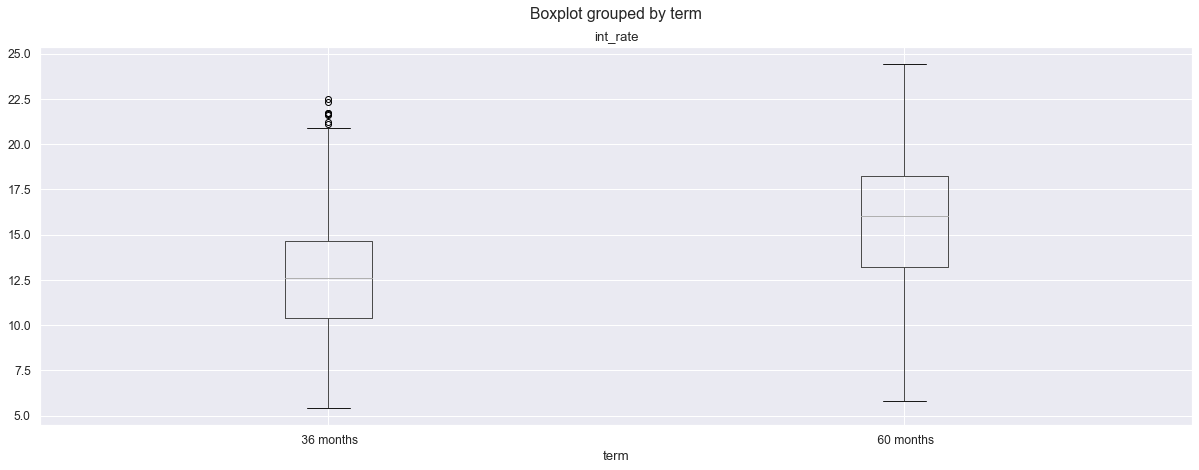 Boxplot grouped by term
int_rate
25.0
22.5
20.0
17.5
15.0
12.5
10.0
7.5
5.0
36 months
60 months
term